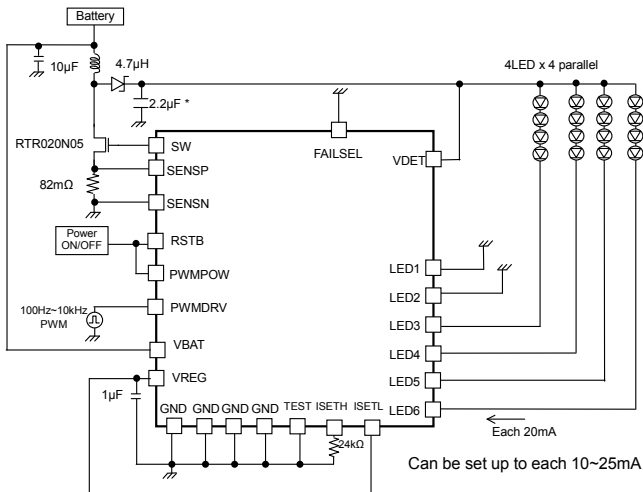 Battery
10μF
4.7μH
2.2μF *
4LED x 4 parallel
RTR020N05
SW
FAILSEL
VDET
SENSP
82mΩ
SENSN
Power
ON/OFF
RSTB
PWMPOW
LED1
LED2
100Hz~10kHz
PWM
PWMDRV
LED3
VBAT
LED4
VREG
LED5
1μF
GND
GND
GND
GND
TEST
ISETH
ISETL
LED6
24kΩ
Each 20mA
Can be set up to each 10~25mA